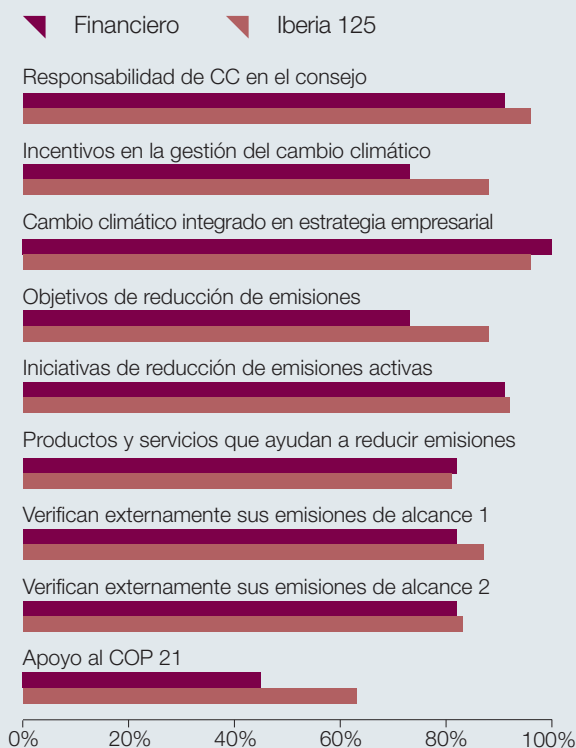 Financiero Iberia 125
Responsabilidad de CC en el consejo
Incentivos en la gestión del cambio climático
Cambio climático integrado en estrategia empresarial
Objetivos de reducción de emisiones
Iniciativas de reducción de emisiones activas
Productos y servicios que ayudan a reducir emisiones
Verifican externamente sus emisiones de alcance 1
Verifican externamente sus emisiones de alcance 2
Apoyo al COP 21
0% 20% 40% 60% 80% 100%